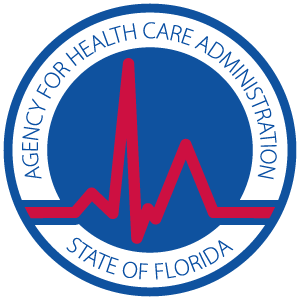 AGENCY FOR HEALTH CARE ADMINISTRATION
STATE OF FLORIDA